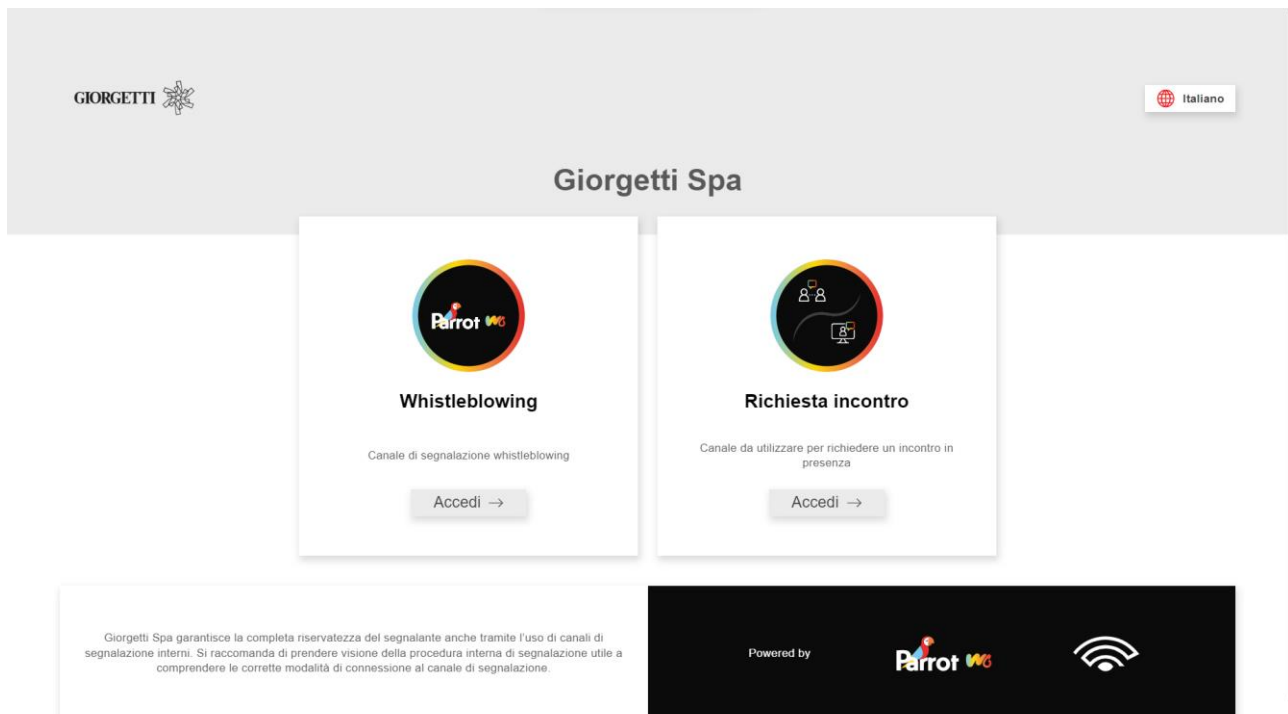 GIORGETTI
Italiano
Giorgetti Spa
Parrot WB
Whistleblowing
Canale di segnalazione whistleblowing
Accedi →
Richiesta incontro
Canale da utilizzare per richiedere un incontro in
presenza
Accedi →
Giorgetti Spa garantisce la completa riservatezza del segnalante anche tramite l'uso di canali di
segnalazione interni. Si raccomanda di prendere visione della procedura interna di segnalazione utile a
comprendere le corrette modalità di connessione al canale di segnalazione.
Powered by
Parrot WB